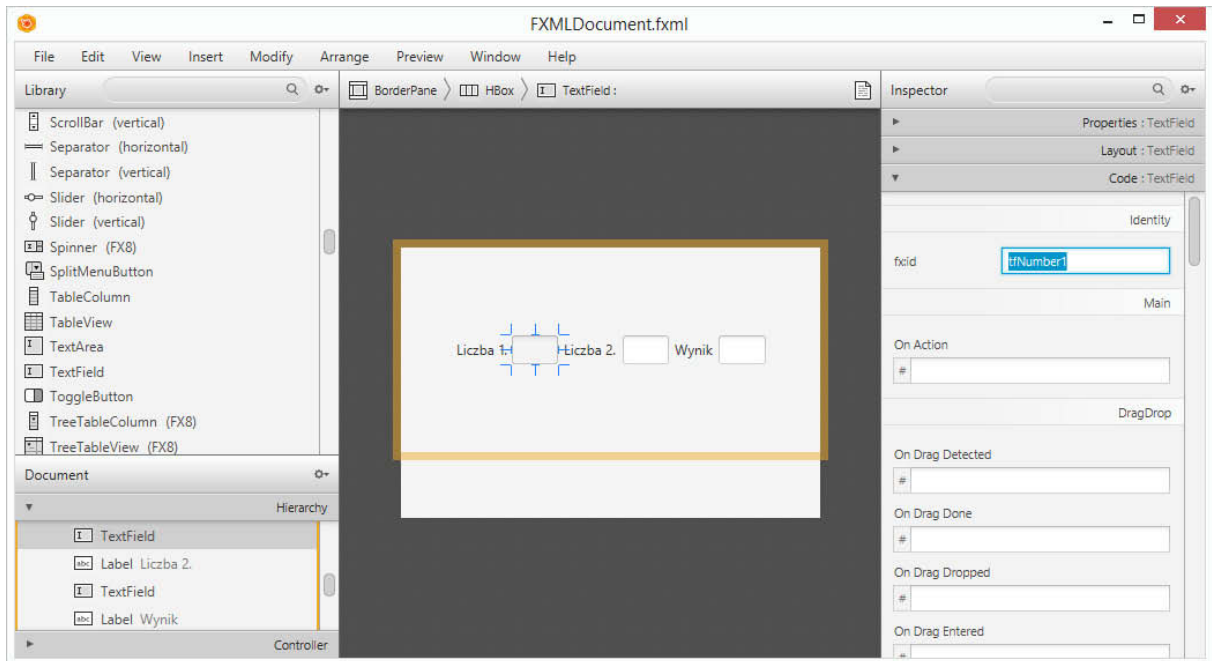 FXMLDocument.fxml
File Edit View Insert Modify Arrange Preview Window Help
Library
BorderPane HBox TextField :
Inspector
ScrollBar (vertical)
Separator (horizontal)
Separator (vertical)
Slider (horizontal)
Slider (vertical)
Spinner (FX8)
SplitMenuButton
TableColumn
TableView
TextArea
TextField
ToggleButton
TreeTableColumn (FX8)
TreeTableView (FX8)
Document
Hierarchy
TextField
abc Label Liczba 2.
TextField
abc Label Wynik
Controller
Liczba 1. Liczba 2. Wynik
Properties : TextField
Layout : TextField
Code : TextField
Identity
fx:id tfNumber1
Main
On Action
#
DragDrop
On Drag Detected
#
On Drag Done
#
On Drag Dropped
#
On Drag Entered
#